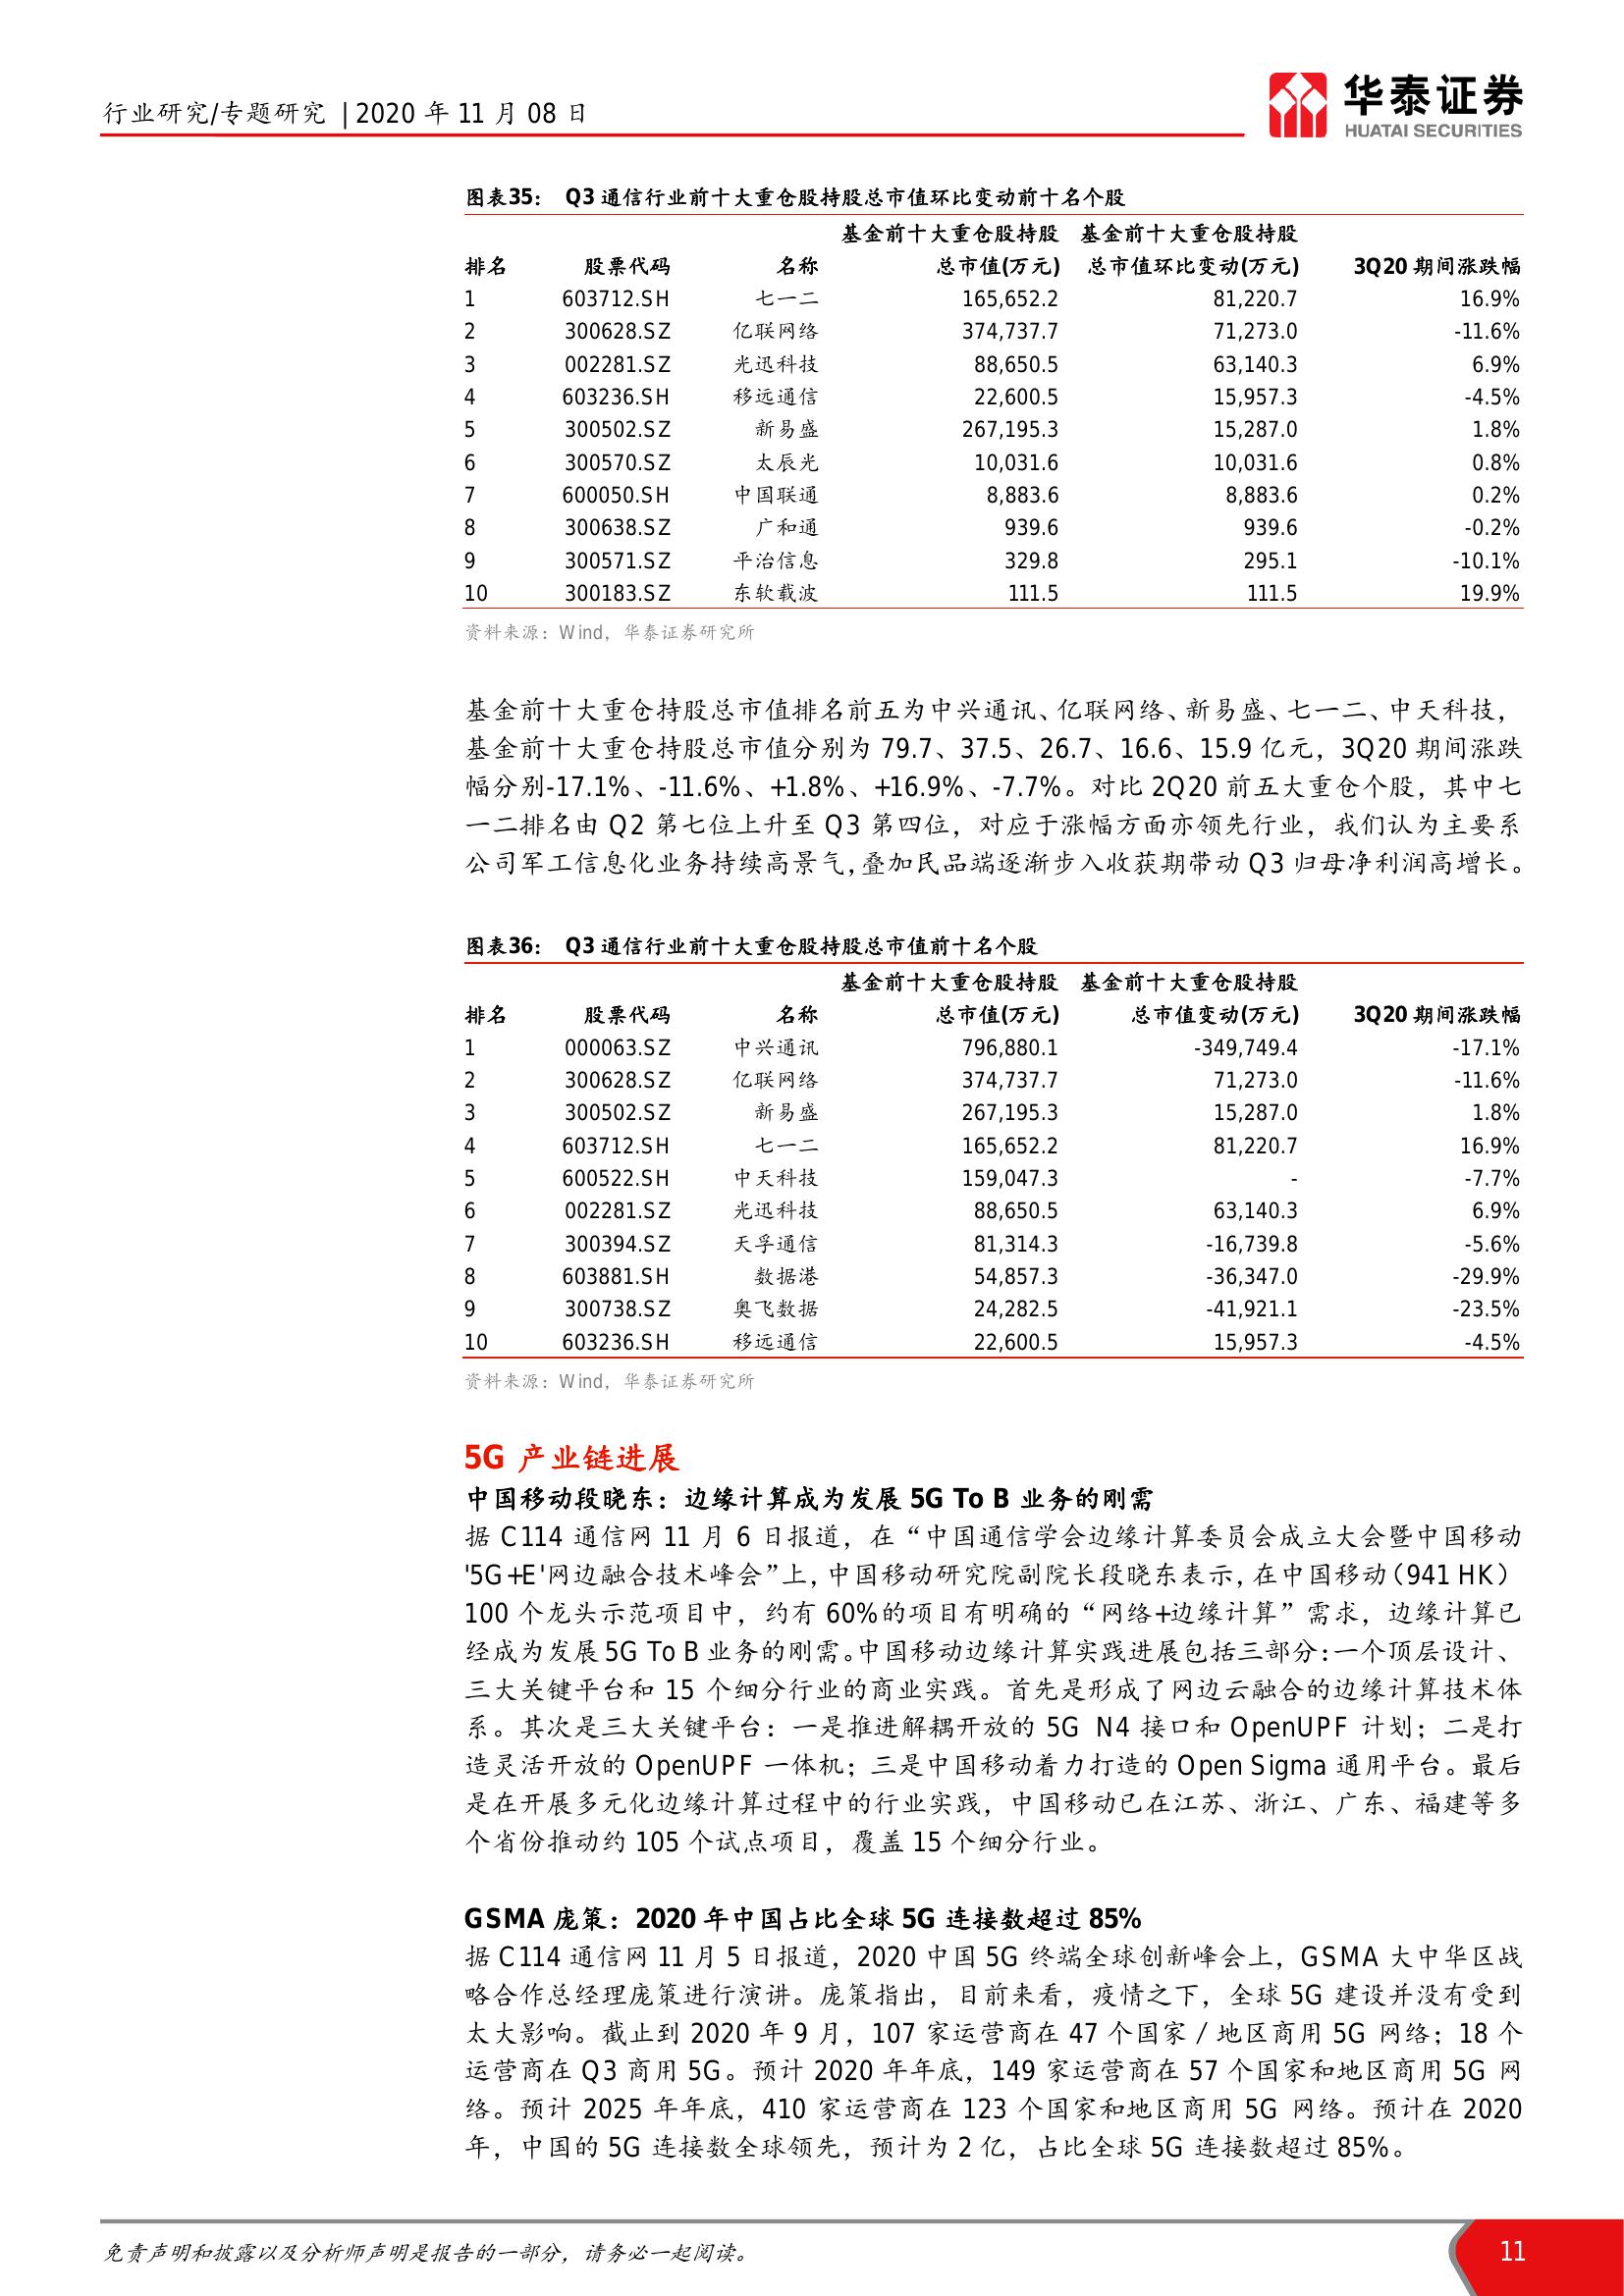 行业研究/专题研究 | 2020 年 11 月 08 日
华泰证券
HUATAI SECURITIES
图表35： Q3 通信行业前十大重仓股持股总市值环比变动前十名个股
基金前十大重仓股持股 基金前十大重仓股持股
排名 股票代码 名称 总市值(万元) 总市值环比变动(万元) 3Q20 期间涨跌幅
1 603712.SH 七一二 165,652.2 81,220.7 16.9%
2 300628.SZ 亿联网络 374,737.7 71,273.0 -11.6%
3 002281.SZ 光迅科技 88,650.5 63,140.3 6.9%
4 603236.SH 移远通信 22,600.5 15,957.3 -4.5%
5 300502.SZ 新易盛 267,195.3 15,287.0 1.8%
6 300570.SZ 太辰光 10,031.6 10,031.6 0.8%
7 600050.SH 中国联通 8,883.6 8,883.6 0.2%
8 300638.SZ 广和通 939.6 939.6 -0.2%
9 300571.SZ 平治信息 329.8 295.1 -10.1%
10 300183.SZ 东软载波 111.5 111.5 19.9%
资料来源：Wind，华泰证券研究所
基金前十大重仓持股总市值排名前五为中兴通讯、亿联网络、新易盛、七一二、中天科技，
基金前十大重仓持股总市值分别为 79.7、37.5、26.7、16.6、15.9 亿元，3Q20 期间涨跌
幅分别-17.1%、-11.6%、+1.8%、+16.9%、-7.7%。对比 2Q20 前五大重仓个股，其中七
一二排名由 Q2 第七位上升至 Q3 第四位，对应于涨幅方面亦领先行业，我们认为主要系
公司军工信息化业务持续高景气，叠加民品端逐渐步入收获期带动 Q3 归母净利润高增长。
图表36： Q3 通信行业前十大重仓股持股总市值前十名个股
基金前十大重仓股持股 基金前十大重仓股持股
排名 股票代码 名称 总市值(万元) 总市值变动(万元) 3Q20 期间涨跌幅
1 000063.SZ 中兴通讯 796,880.1 -349,749.4 -17.1%
2 300628.SZ 亿联网络 374,737.7 71,273.0 -11.6%
3 300502.SZ 新易盛 267,195.3 15,287.0 1.8%
4 603712.SH 七一二 165,652.2 81,220.7 16.9%
5 600522.SH 中天科技 159,047.3 - -7.7%
6 002281.SZ 光迅科技 88,650.5 63,140.3 6.9%
7 300394.SZ 天孚通信 81,314.3 -16,739.8 -5.6%
8 603881.SH 数据港 54,857.3 -36,347.0 -29.9%
9 300738.SZ 奥飞数据 24,282.5 -41,921.1 -23.5%
10 603236.SH 移远通信 22,600.5 15,957.3 -4.5%
资料来源：Wind，华泰证券研究所
5G 产业链进展
中国移动段晓东：边缘计算成为发展 5G To B 业务的刚需
据 C114 通信网 11 月 6 日报道，在“中国通信学会边缘计算委员会成立大会暨中国移动
'5G+E'网边融合技术峰会”上，中国移动研究院副院长段晓东表示，在中国移动（941 HK）
100 个龙头示范项目中，约有 60%的项目有明确的“网络+边缘计算”需求，边缘计算已
经成为发展 5G To B 业务的刚需。中国移动边缘计算实践进展包括三部分：一个顶层设计、
三大关键平台和 15 个细分行业的商业实践。首先是形成了网边云融合的边缘计算技术体
系。其次是三大关键平台：一是推进解耦开放的 5G N4 接口和 OpenUPF 计划；二是打
造灵活开放的 OpenUPF 一体机；三是中国移动着力打造的 Open Sigma 通用平台。最后
是在开展多元化边缘计算过程中的行业实践，中国移动已在江苏、浙江、广东、福建等多
个省份推动约 105 个试点项目，覆盖 15 个细分行业。
GSMA 庞策：2020 年中国占比全球 5G 连接数超过 85%
据 C114 通信网 11 月 5 日报道，2020 中国 5G 终端全球创新峰会上，GSMA 大中华区战
略合作总经理庞策进行演讲。庞策指出，目前来看，疫情之下，全球 5G 建设并没有受到
太大影响。截止到 2020 年 9 月，107 家运营商在 47 个国家 / 地区商用 5G 网络；18 个
运营商在 Q3 商用 5G。预计 2020 年年底，149 家运营商在 57 个国家和地区商用 5G 网
络。预计 2025 年年底，410 家运营商在 123 个国家和地区商用 5G 网络。预计在 2020
年，中国的 5G 连接数全球领先，预计为 2 亿，占比全球 5G 连接数超过 85%。
免责声明和披露以及分析师声明是报告的一部分，请务必一起阅读。
11